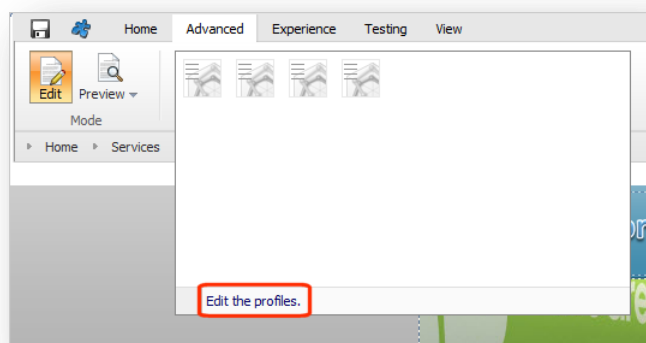 Home Advanced Experience Testing View
Edit Preview
Mode
Home Services
Edit the profiles.